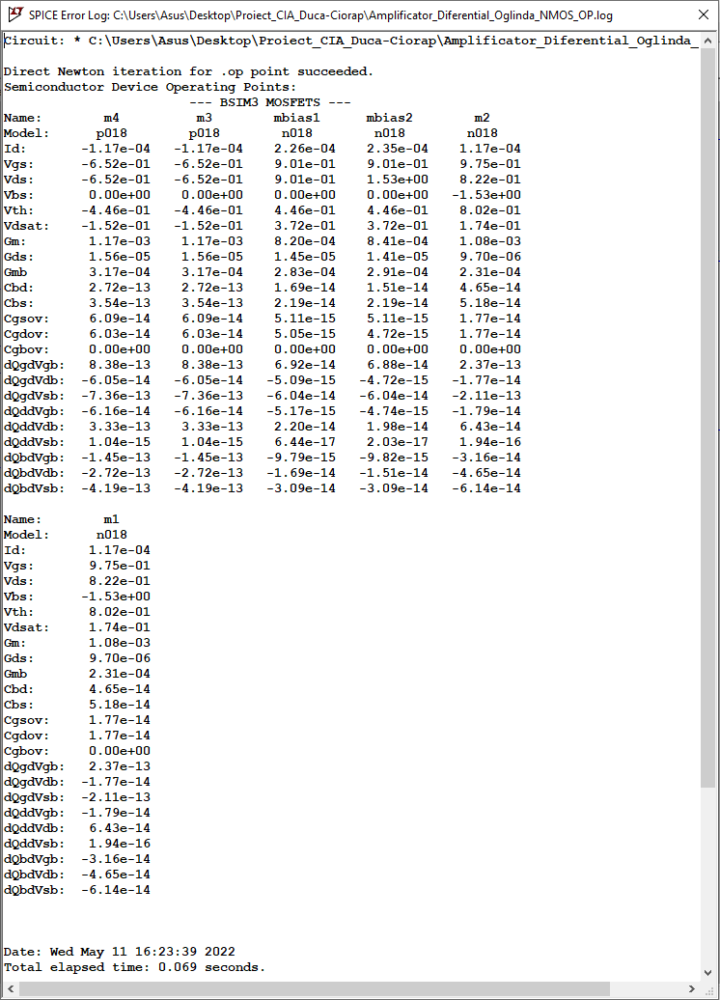 SPICE Error Log: C:\Users\Asus\Desktop\Proiect_CIA_Duca-Ciorap\Amplificator_Diferential_Oglinda_NMOS_OP.log
Circuit: * C:\Users\Asus\Desktop\Proiect_CIA_Duca-Ciorap\Amplificator_Diferential_Oglinda_
Direct Newton iteration for .op point succeeded.
Semiconductor Device Operating Points:
--- BSIM3 MOSFETS ---
Name: m4 m3 mbias1 mbias2 m2
Model: p018 p018 n018 n018 n018
Id: -1.17e-04 -1.17e-04 2.26e-04 2.35e-04 1.17e-04
Vgs: -6.52e-01 -6.52e-01 9.01e-01 9.01e-01 9.75e-01
Vds: -6.52e-01 -6.52e-01 9.01e-01 1.53e+00 8.22e-01
Vbs: 0.00e+00 0.00e+00 0.00e+00 0.00e+00 -1.53e+00
Vth: -4.46e-01 -4.46e-01 4.46e-01 4.46e-01 8.02e-01
Vdsat: -1.52e-01 -1.52e-01 3.72e-01 3.72e-01 1.74e-01
Gm: 1.17e-03 1.17e-03 8.20e-04 8.41e-04 1.08e-03
Gds: 1.56e-05 1.56e-05 1.45e-05 1.41e-05 9.70e-06
Gmb 3.17e-04 3.17e-04 2.83e-04 2.91e-04 2.31e-04
Cbd: 2.72e-13 2.72e-13 1.69e-14 1.51e-14 4.65e-14
Cbs: 3.54e-13 3.54e-13 2.19e-14 2.19e-14 5.18e-14
Cgsov: 6.09e-14 6.09e-14 5.11e-15 5.11e-15 1.77e-14
Cgdov: 6.03e-14 6.03e-14 5.05e-15 4.72e-15 1.77e-14
Cgbov: 0.00e+00 0.00e+00 0.00e+00 0.00e+00 0.00e+00
dQgdVgb: 8.38e-13 8.38e-13 6.92e-14 6.88e-14 2.37e-13
dQgdVdb: -6.05e-14 -6.05e-14 -5.09e-15 -4.72e-15 -1.77e-14
dQgdVsb: -7.36e-13 -7.36e-13 -6.04e-14 -6.04e-14 -2.11e-13
dQddVgb: -6.16e-14 -6.16e-14 -5.17e-15 -4.74e-15 -1.79e-14
dQddVdb: 3.33e-13 3.33e-13 2.20e-14 1.98e-14 6.43e-14
dQddVsb: 1.04e-15 1.04e-15 6.44e-17 2.03e-17 1.94e-16
dQbdVgb: -1.45e-13 -1.45e-13 -9.79e-15 -9.82e-15 -3.16e-14
dQbdVdb: -2.72e-13 -2.72e-13 -1.69e-14 -1.51e-14 -4.65e-14
dQbdVsb: -4.19e-13 -4.19e-13 -3.09e-14 -3.09e-14 -6.14e-14
Name: m1
Model: n018
Id: 1.17e-04
Vgs: 9.75e-01
Vds: 8.22e-01
Vbs: -1.53e+00
Vth: 8.02e-01
Vdsat: 1.74e-01
Gm: 1.08e-03
Gds: 9.70e-06
Gmb 2.31e-04
Cbd: 4.65e-14
Cbs: 5.18e-14
Cgsov: 1.77e-14
Cgdov: 1.77e-14
Cgbov: 0.00e+00
dQgdVgb: 2.37e-13
dQgdVdb: -1.77e-14
dQgdVsb: -2.11e-13
dQddVgb: -1.79e-14
dQddVdb: 6.43e-14
dQddVsb: 1.94e-16
dQbdVgb: -3.16e-14
dQbdVdb: -4.65e-14
dQbdVsb: -6.14e-14
Date: Wed May 11 16:23:39 2022
Total elapsed time: 0.069 seconds.